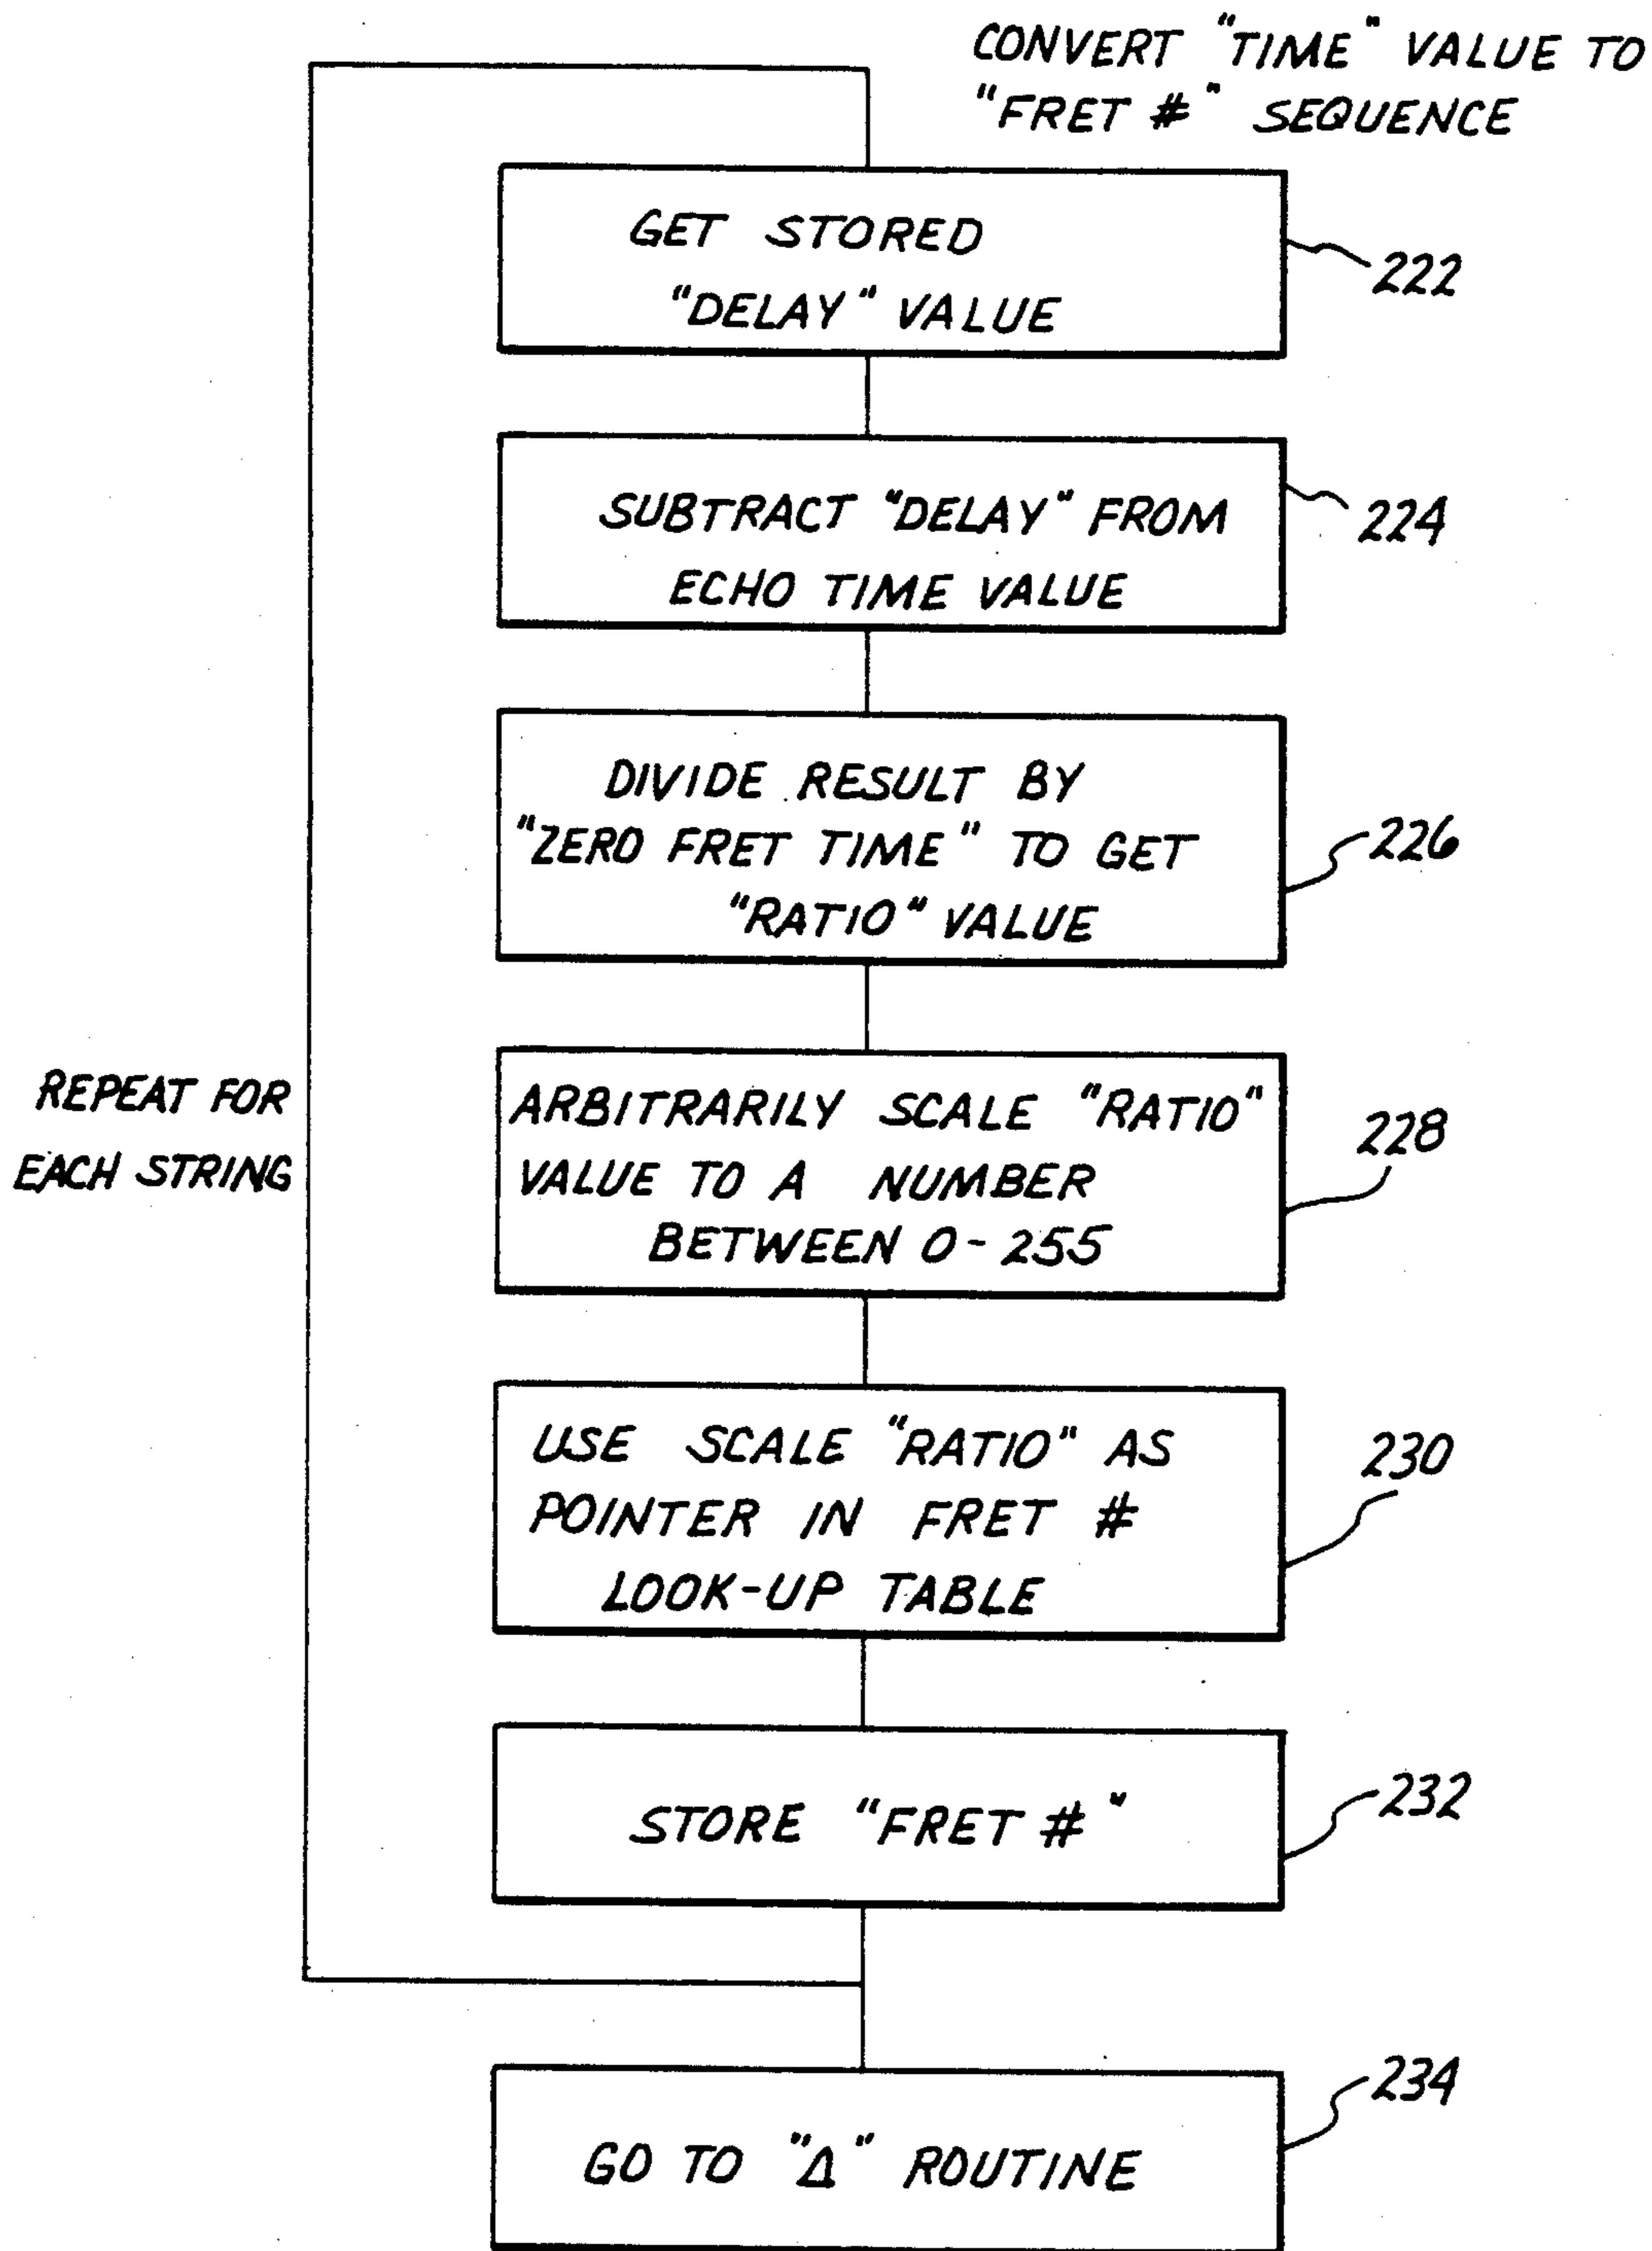 CONVERT "TIME" VALUE TO
"FRET #" SEQUENCE
GET STORED
"DELAY" VALUE
222
SUBTRACT "DELAY" FROM
ECHO TIME VALUE
224
DIVIDE RESULT BY
"ZERO FRET TIME" TO GET
"RATIO" VALUE
226
REPEAT FOR
EACH STRING
ARBITRARILY SCALE "RATIO"
VALUE TO A NUMBER
BETWEEN 0-255
228
USE SCALE "RATIO" AS
POINTER IN FRET #
LOOK-UP TABLE
230
STORE "FRET #"
232
GO TO "Δ" ROUTINE
234